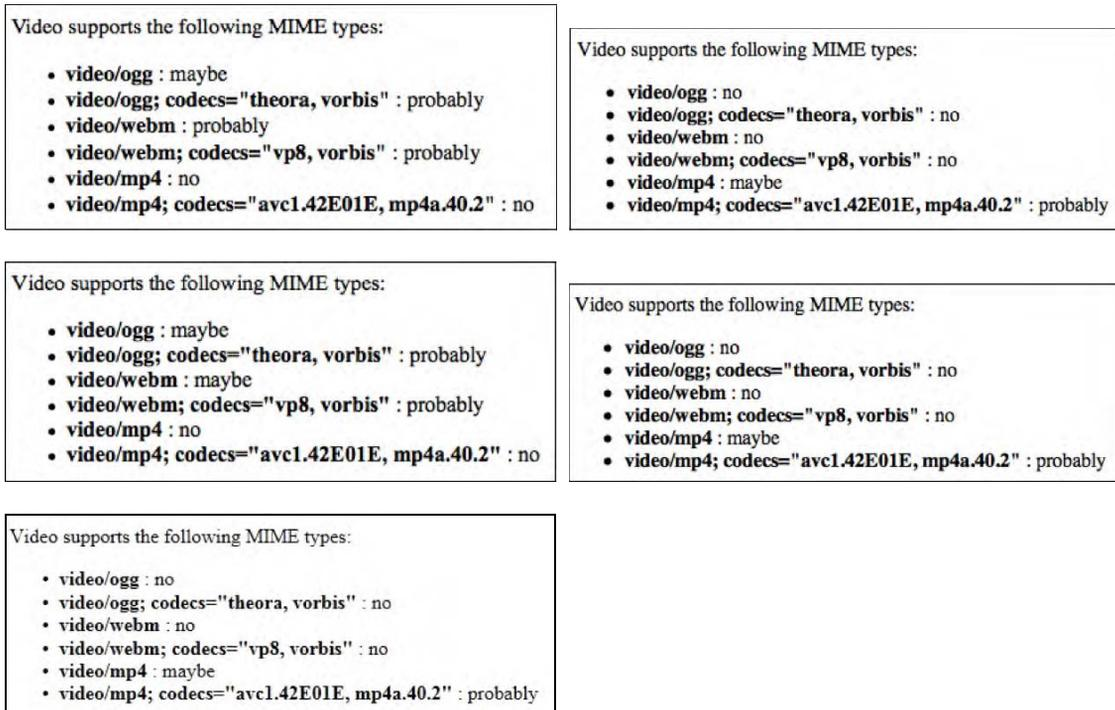 Video supports the following MIME types:
• video/ogg : maybe
• video/ogg; codecs="theora, vorbis" : probably
• video/webm : probably
• video/webm; codecs="vp8, vorbis" : probably
• video/mp4 : no
• video/mp4; codecs="avc1.42E01E, mp4a.40.2" : no
Video supports the following MIME types:
• video/ogg : no
• video/ogg; codecs="theora, vorbis" : no
• video/webm : no
• video/webm; codecs="vp8, vorbis" : no
• video/mp4 : maybe
• video/mp4; codecs="avc1.42E01E, mp4a.40.2" : probably
Video supports the following MIME types:
• video/ogg : maybe
• video/ogg; codecs="theora, vorbis" : probably
• video/webm : maybe
• video/webm; codecs="vp8, vorbis" : probably
• video/mp4 : no
• video/mp4; codecs="avc1.42E01E, mp4a.40.2" : no
Video supports the following MIME types:
• video/ogg : no
• video/ogg; codecs="theora, vorbis" : no
• video/webm : no
• video/webm; codecs="vp8, vorbis" : no
• video/mp4 : maybe
• video/mp4; codecs="avc1.42E01E, mp4a.40.2" : probably
Video supports the following MIME types:
• video/ogg : no
• video/ogg; codecs="theora, vorbis" : no
• video/webm : no
• video/webm; codecs="vp8, vorbis" : no
• video/mp4 : maybe
• video/mp4; codecs="avc1.42E01E, mp4a.40.2" : probably